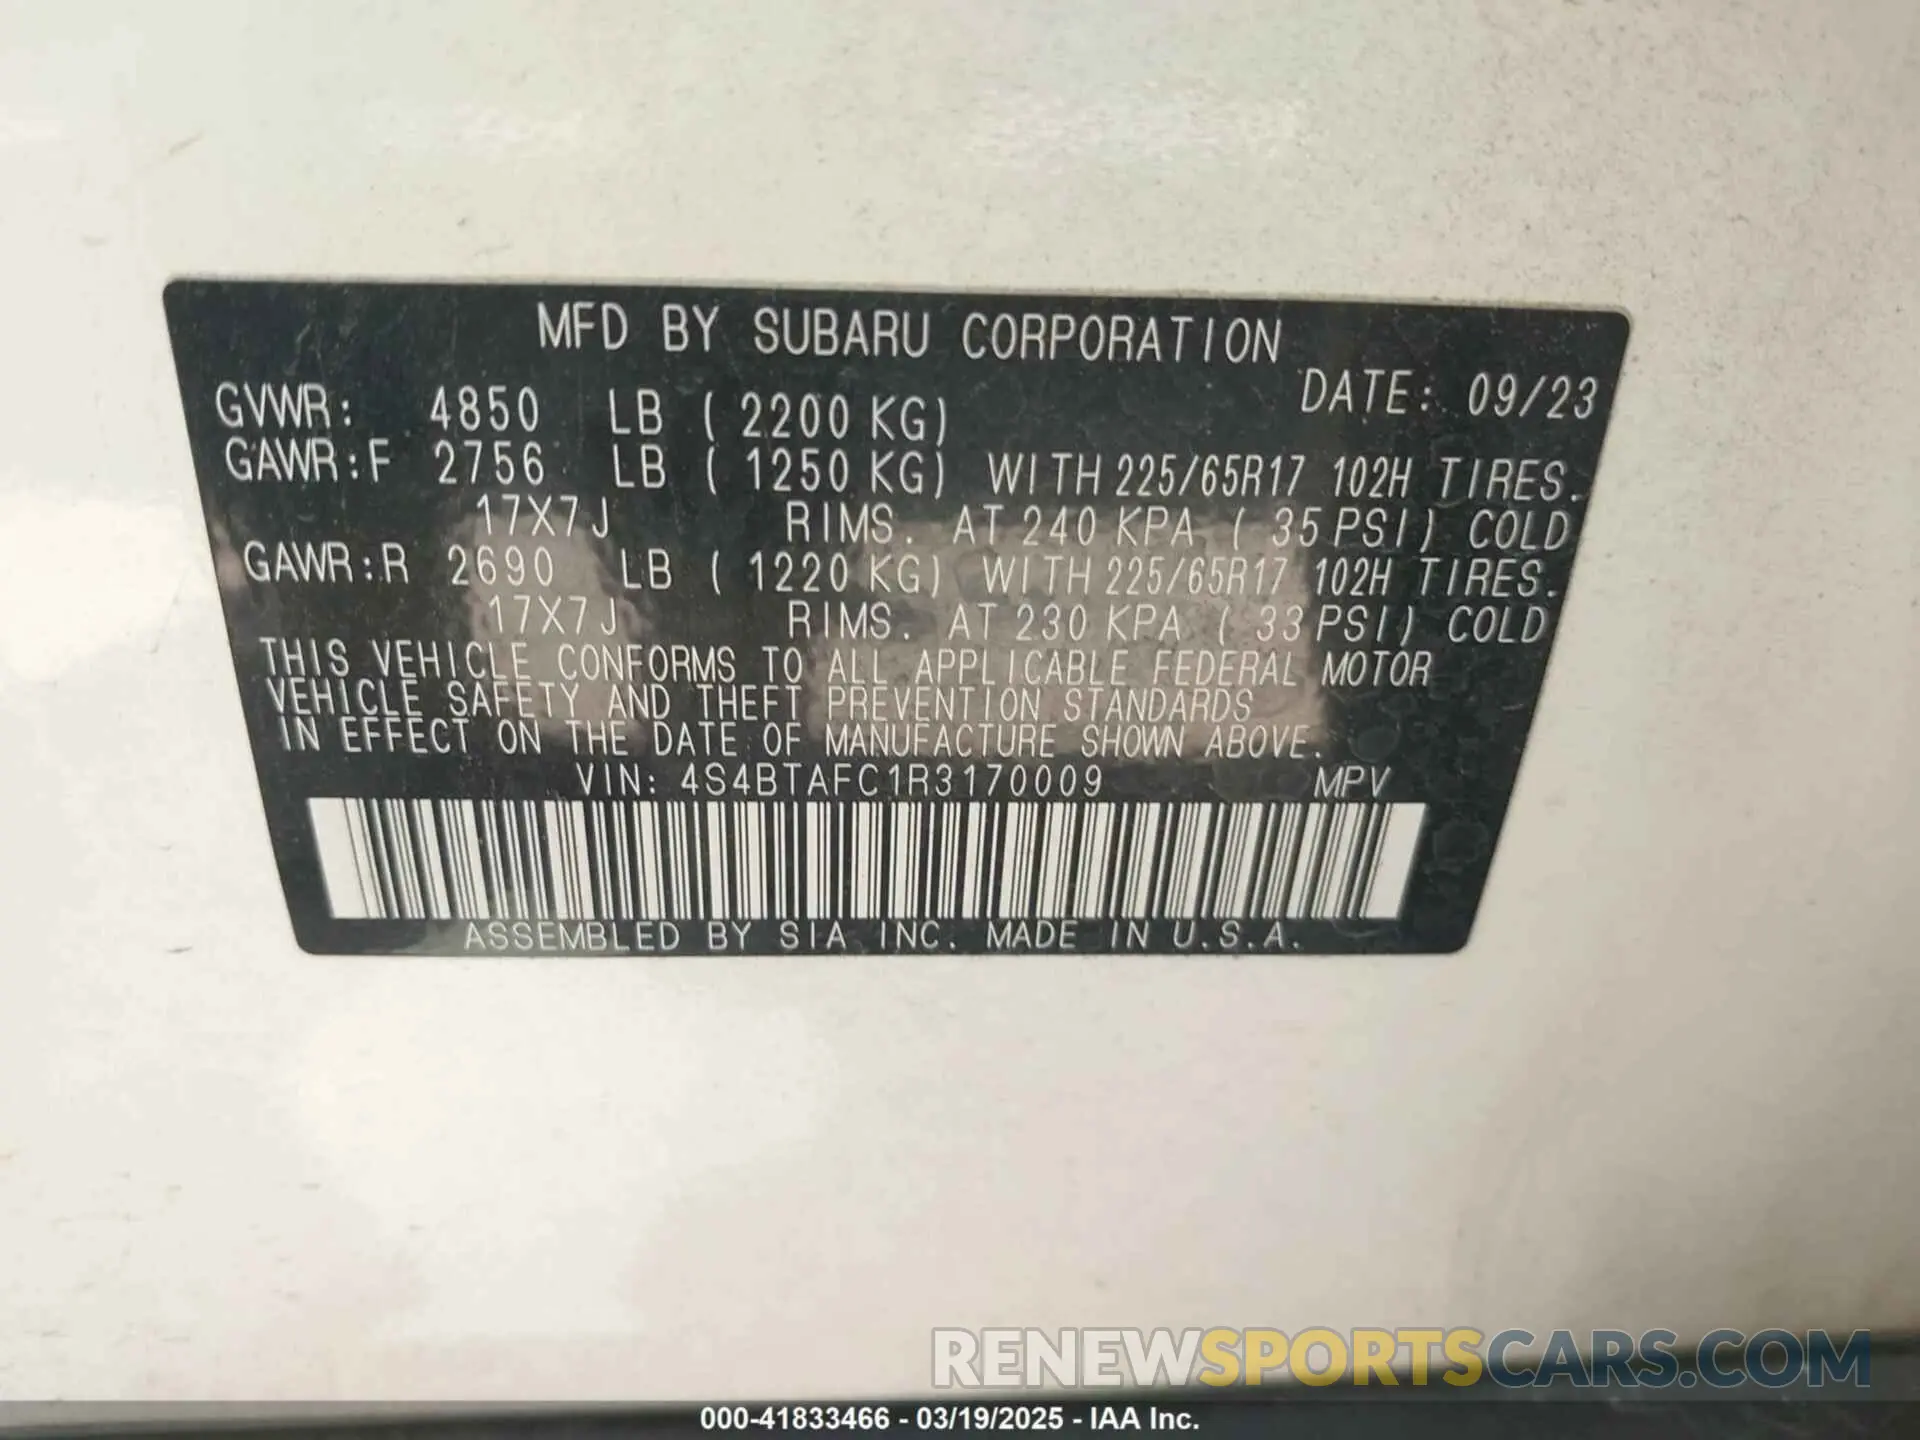 MFD BY SUBARU CORPORATION
DATE: 09/23
GVWR: 4850 LB ( 2200 KG)
GAWR:F 2756 LB ( 1250 KG) WITH 225/65R17 102H TIRES.
17X7J RIMS. AT 240 KPA ( 35 PSI) COLD
GAWR:R 2690 LB ( 1220 KG) WITH 225/65R17 102H TIRES.
17X7J RIMS. AT 230 KPA ( 33 PSI) COLD
THIS VEHICLE CONFORMS TO ALL APPLICABLE FEDERAL MOTOR
VEHICLE SAFETY AND THEFT PREVENTION STANDARDS
IN EFFECT ON THE DATE OF MANUFACTURE SHOWN ABOVE.
VIN: 4S4BTAFC1R3170009 MPV
ASSEMBLED BY SIA INC. MADE IN U.S.A.
RENEWSPORTSCARS.COM
000-41833466 - 03/19/2025 - IAA Inc.